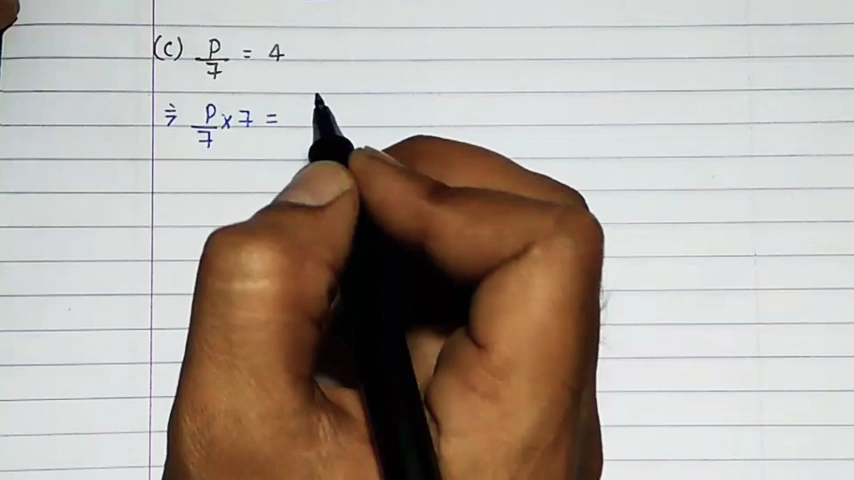 (c) P/7 = 4
⇒ P/7 × 7 =